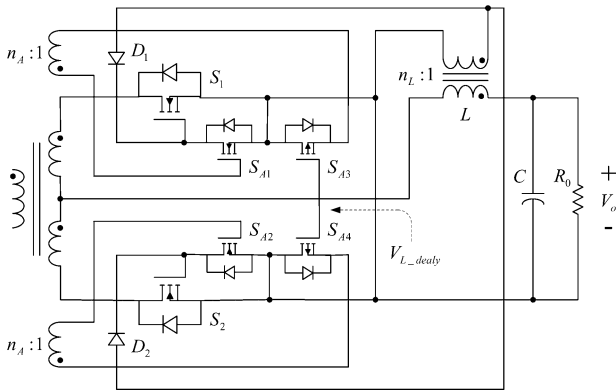 n_A:1
D_1
S_1
n_L:1
L
S_A1
S_A3
C
R_0
+
V_o
-
S_A2
S_A4
V_L_dealy
S_2
n_A:1
D_2